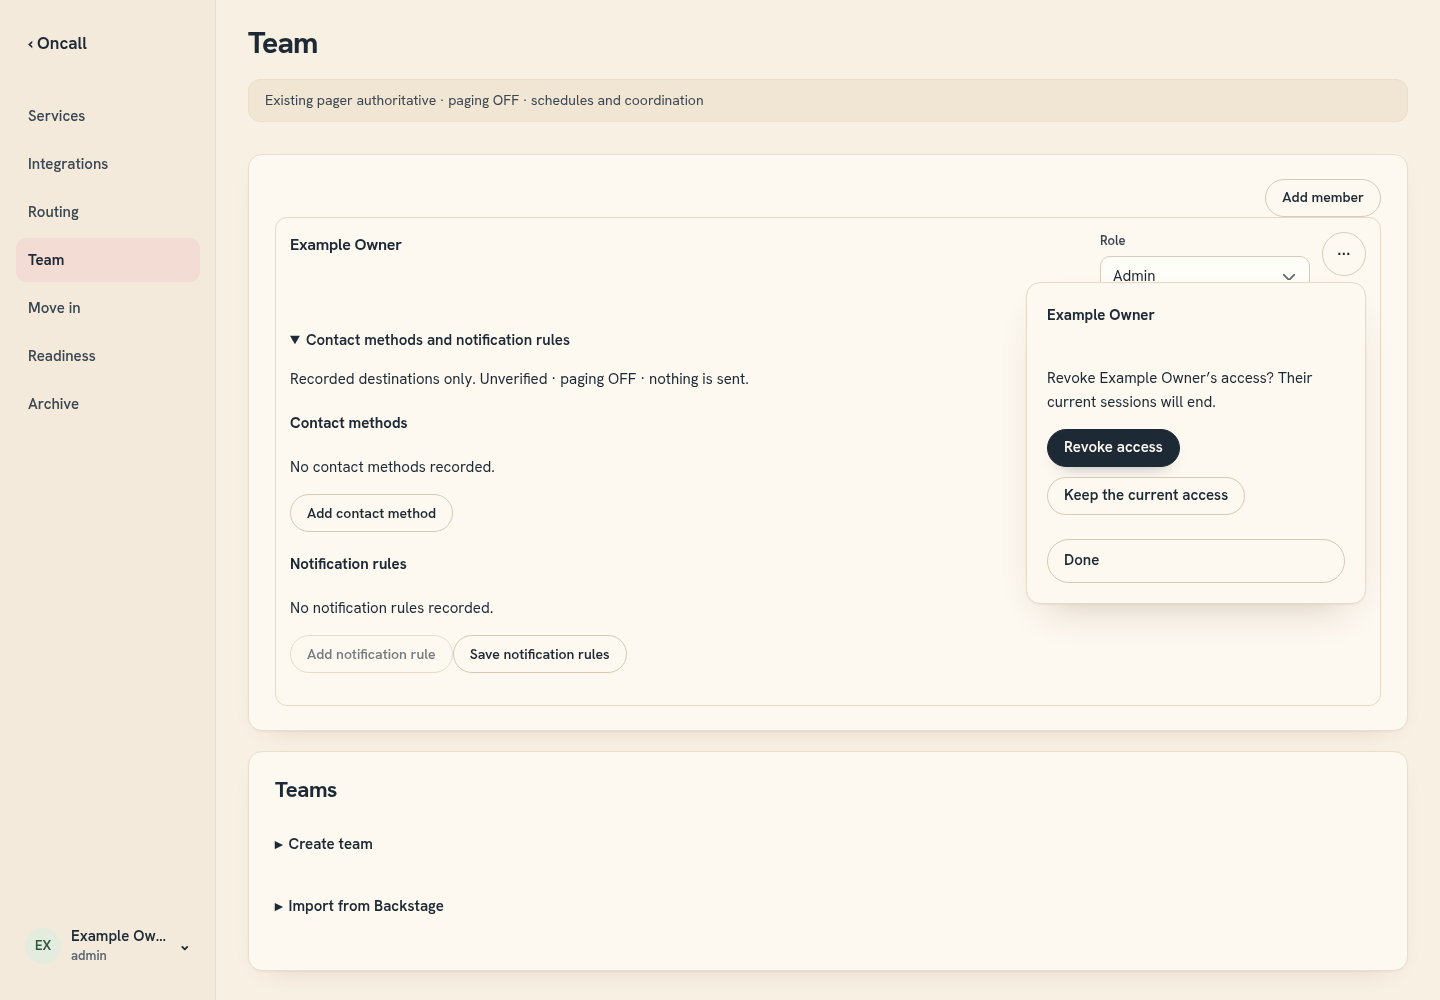 ‹ Oncall
Services
Integrations
Routing
Team
Move in
Readiness
Archive
EX
Example Ow...
admin
Team
Existing pager authoritative · paging OFF · schedules and coordination
Add member
Example Owner
Role
Admin
...
Contact methods and notification rules
Recorded destinations only. Unverified · paging OFF · nothing is sent.
Contact methods
No contact methods recorded.
Add contact method
Notification rules
No notification rules recorded.
Add notification rule
Save notification rules
Example Owner
Revoke Example Owner’s access? Their
current sessions will end.
Revoke access
Keep the current access
Done
Teams
Create team
Import from Backstage